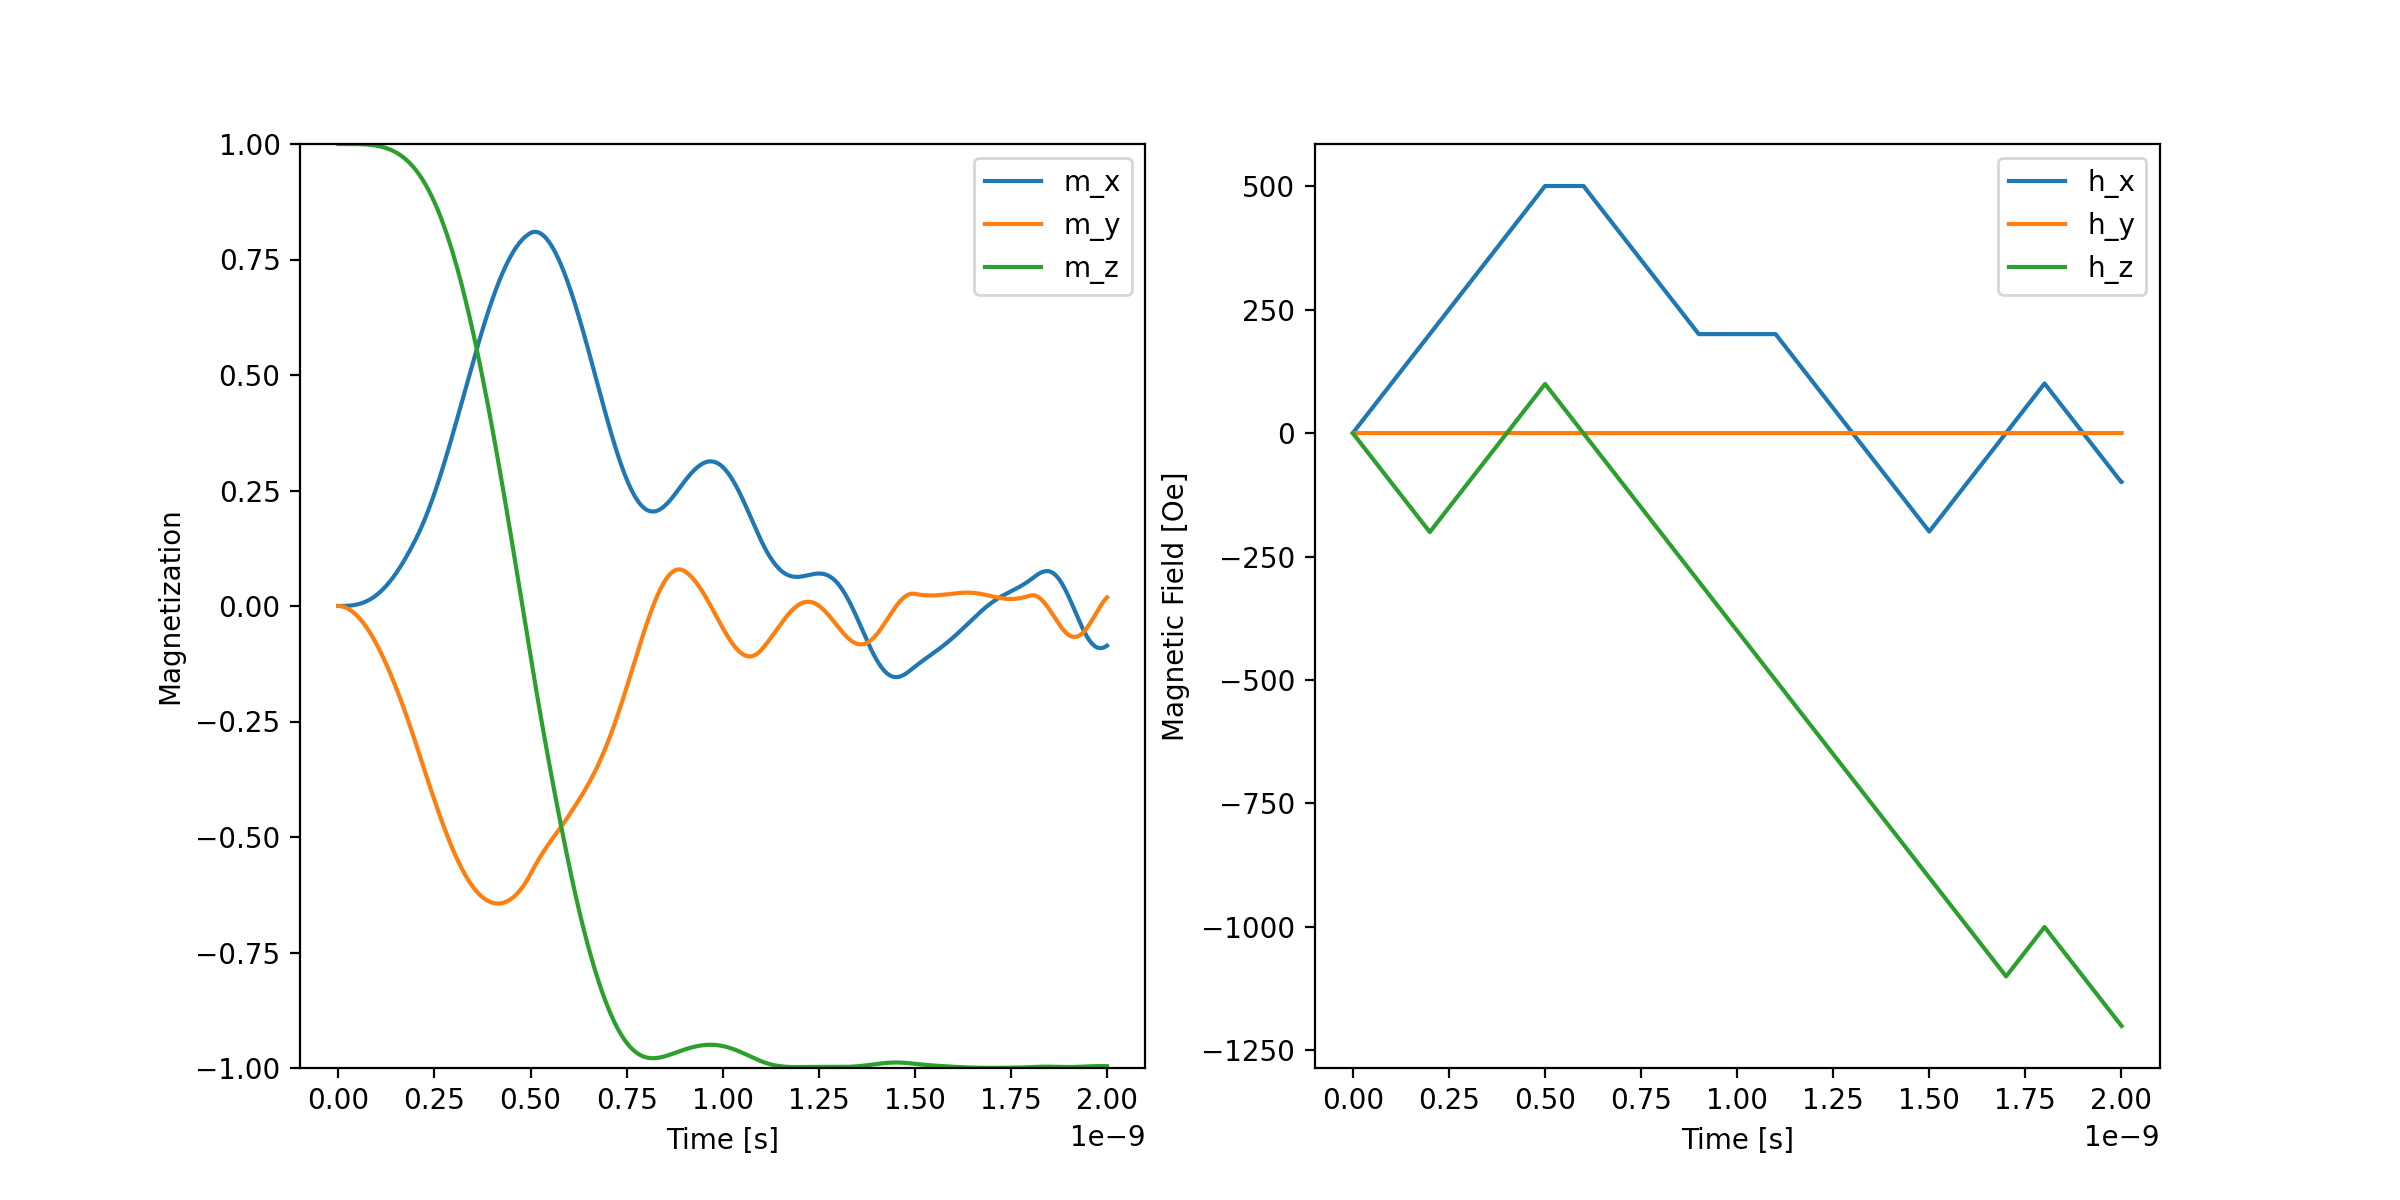 Magnetization
1.00
0.75
0.50
0.25
0.00
−0.25
−0.50
−0.75
−1.00
m_x
m_y
m_z
0.00 0.25 0.50 0.75 1.00 1.25 1.50 1.75 2.00
Time [s]
1e−9
Magnetic Field [Oe]
500
250
0
−250
−500
−750
−1000
−1250
h_x
h_y
h_z
0.00 0.25 0.50 0.75 1.00 1.25 1.50 1.75 2.00
Time [s]
1e−9